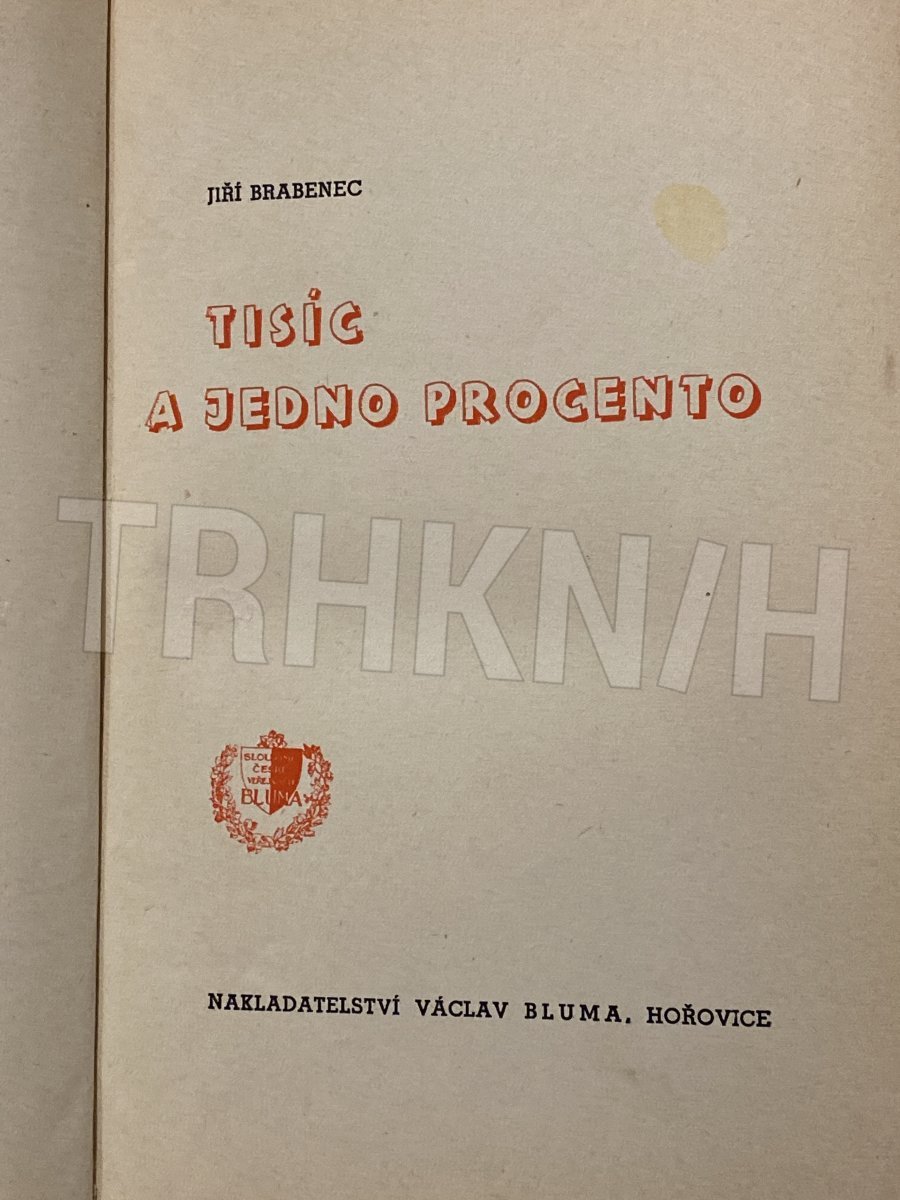 JIŘÍ BRABENEC
TISÍC
A JEDNO PROCENTO
TRHKNIH
BLUMA
NAKLADATELSTVÍ VÁCLAV BLUMA, HOŘOVICE